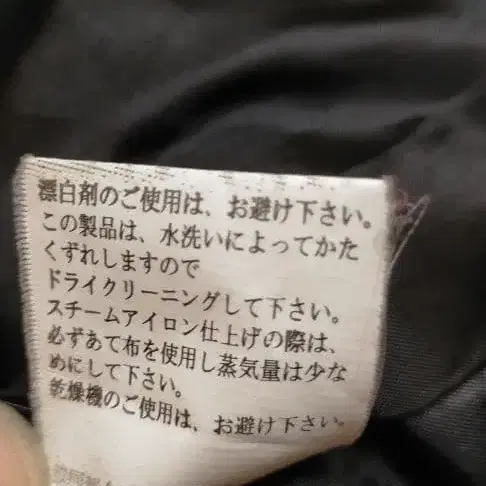 漂白剤のご使用は、お避け下さい。
この製品は、水洗いによってかた
くずれしますので
ドライクリーニングして下さい。
スチームアイロン仕上げの際は、
必ずあて布を使用し蒸気量は少な
めにして下さい。
乾燥機のご使用は、お避け下さい。